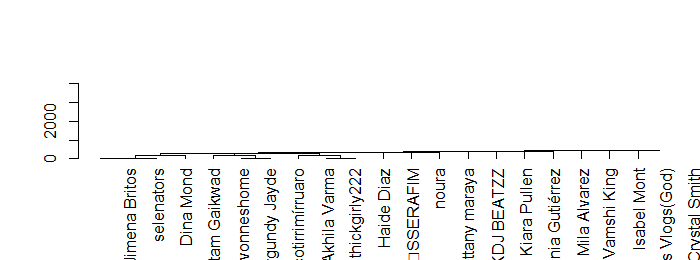 2000
0
Jimena Britos
selenators
Dina Mond
tam Gaikwad
vonneshome
gundy Jayde
cotirrimírruaro
Akhila Varma
thickgirly222
Haide Diaz
□SSERAFIM
noura
ttany maraya
KDJ BEATZZ
Kiara Pullen
nia Gutiérrez
Mila Alvarez
Vamshi King
Isabel Mont
s Vlogs(God)
Crystal Smith